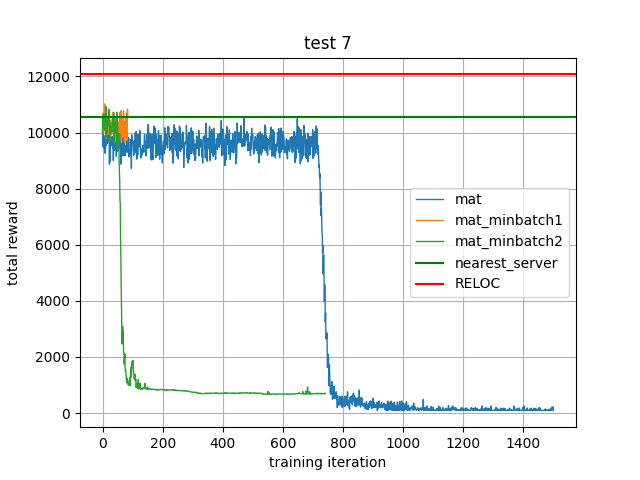 test 7
total reward
12000
10000
8000
6000
4000
2000
0
mat
mat_minbatch1
mat_minbatch2
nearest_server
RELOC
0 200 400 600 800 1000 1200 1400
training iteration